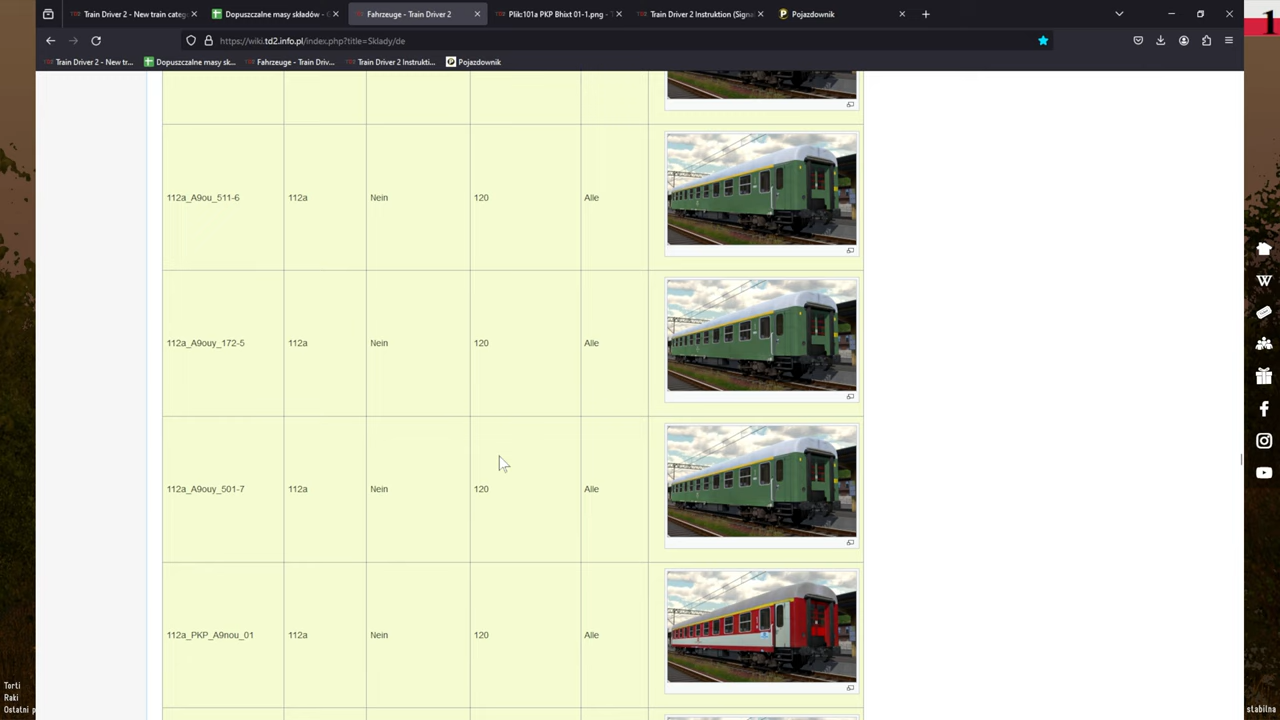 Train Driver 2 - New train categ
Dopuszczalne masy składów - G
Fahrzeuge - Train Driver 2
Plik:101a PKP Bhixt 01-1.png - T
Train Driver 2 Instruktion (Signa
Pojazdownik
https://wiki.td2.info.pl/index.php?title=Sklady/de
Train Driver 2 - New tr...
Dopuszczalne masy sk...
Fahrzeuge - Train Driv...
Train Driver 2 Instrukti...
Pojazdownik
1
112a_A9ou_511-6 112a Nein 120 Alle
112a_A9ouy_172-5 112a Nein 120 Alle
112a_A9ouy_501-7 112a Nein 120 Alle
112a_PKP_A9nou_01 112a Nein 120 Alle
W
Torti
Raki
Ostatni p
stabilna